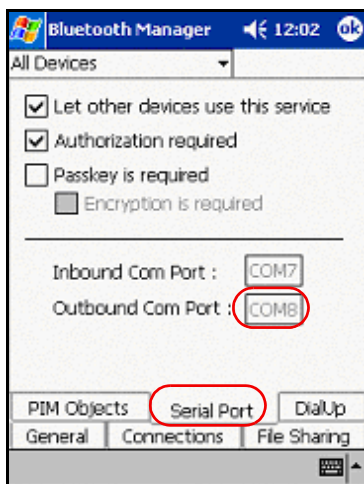 Bluetooth Manager 12:02 ok
All Devices
Let other devices use this service
Authorization required
Passkey is required
Encryption is required
Inbound Com Port : COM7
Outbound Com Port : COM8
PIM Objects Serial Port DialUp
General Connections File Sharing